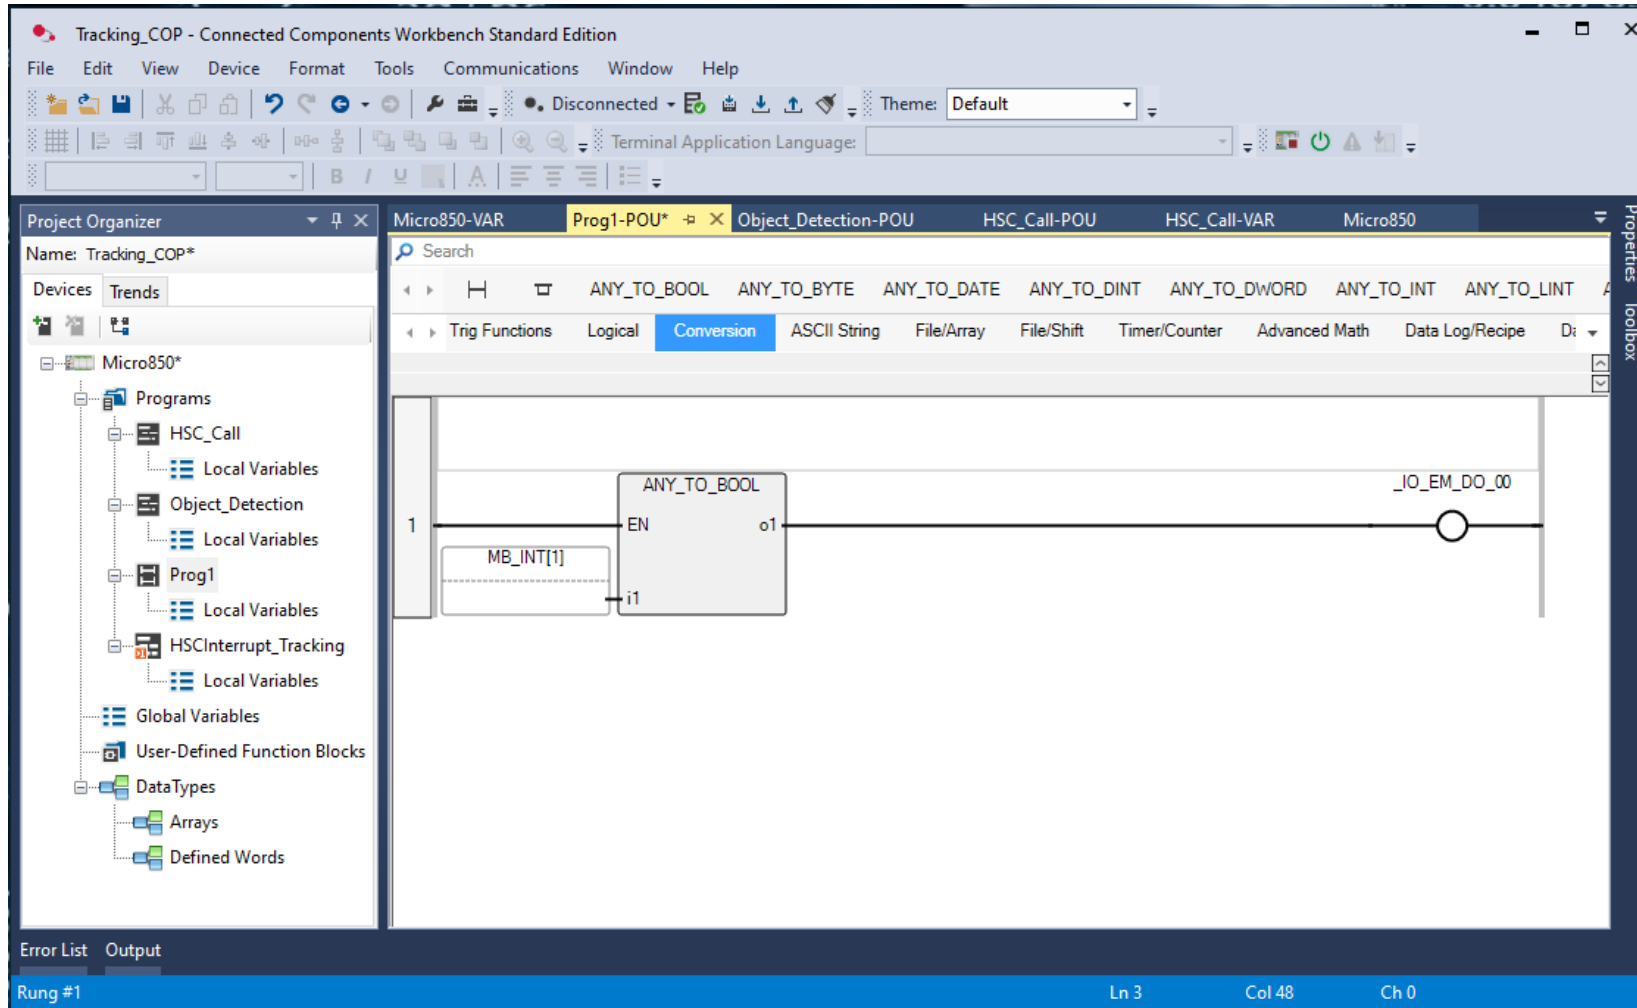 Tracking_COP - Connected Components Workbench Standard Edition
File Edit View Device Format Tools Communications Window Help
Disconnected Theme: Default
Terminal Application Language:
B I U A
Project Organizer
Name: Tracking_COP*
Devices Trends
Micro850*
Programs
HSC_Call
Local Variables
Object_Detection
Local Variables
Prog1
Local Variables
HSCInterrupt_Tracking
Local Variables
Global Variables
User-Defined Function Blocks
DataTypes
Arrays
Defined Words
Micro850-VAR Prog1-POU* Object_Detection-POU HSC_Call-POU HSC_Call-VAR Micro850
Search
ANY_TO_BOOL ANY_TO_BYTE ANY_TO_DATE ANY_TO_DINT ANY_TO_DWORD ANY_TO_INT ANY_TO_LINT
Trig Functions Logical Conversion ASCII String File/Array File/Shift Timer/Counter Advanced Math Data Log/Recipe
ANY_TO_BOOL _IO_EM_DO_00
1 EN o1
MB_INT[1]
i1
Properties
Toolbox
Error List Output
Rung #1 Ln 3 Col 48 Ch 0